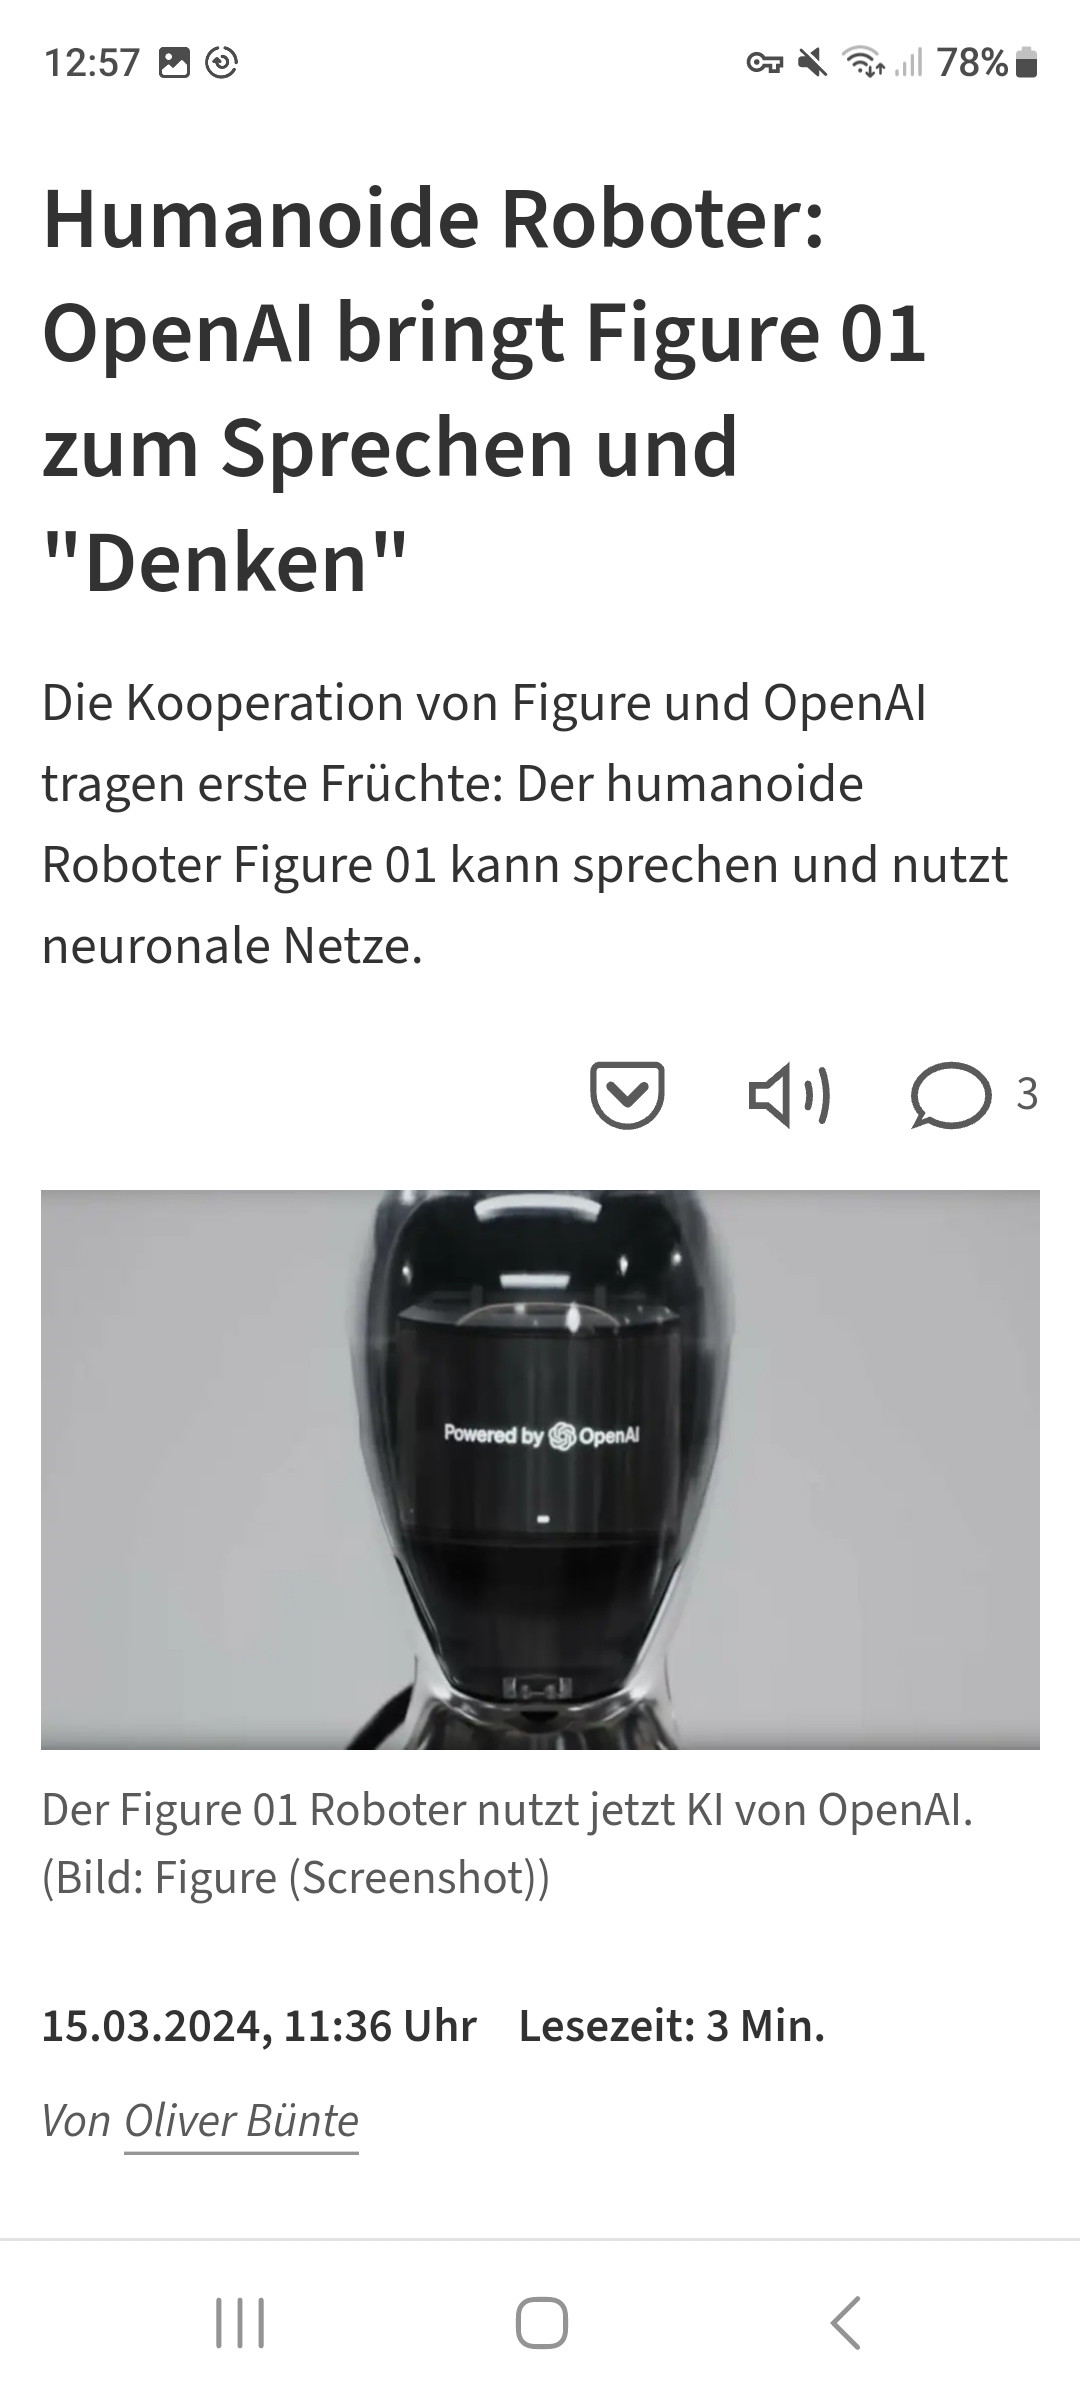 12:57 78%
Humanoide Roboter:
OpenAI bringt Figure 01
zum Sprechen und
"Denken"
Die Kooperation von Figure und OpenAI
tragen erste Früchte: Der humanoide
Roboter Figure 01 kann sprechen und nutzt
neuronale Netze.
3
Powered by OpenAI
Der Figure 01 Roboter nutzt jetzt KI von OpenAI.
(Bild: Figure (Screenshot))
15.03.2024, 11:36 Uhr Lesezeit: 3 Min.
Von Oliver Bünte